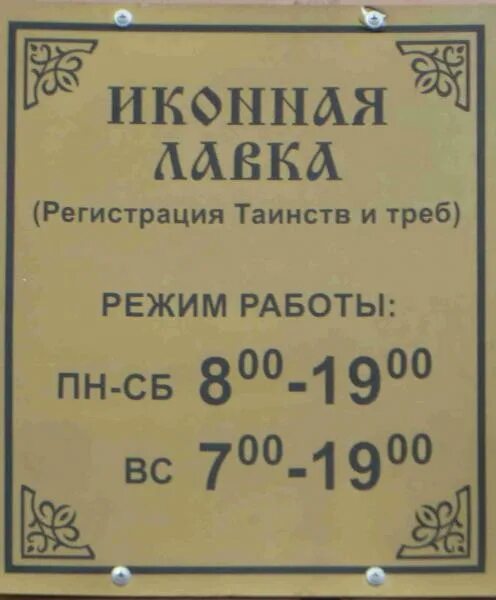 ИКОННАЯ
ЛАВКА
(Регистрация Таинств и треб)
РЕЖИМ РАБОТЫ:
ПН-СБ 8⁰⁰-19⁰⁰
ВС 7⁰⁰-19⁰⁰